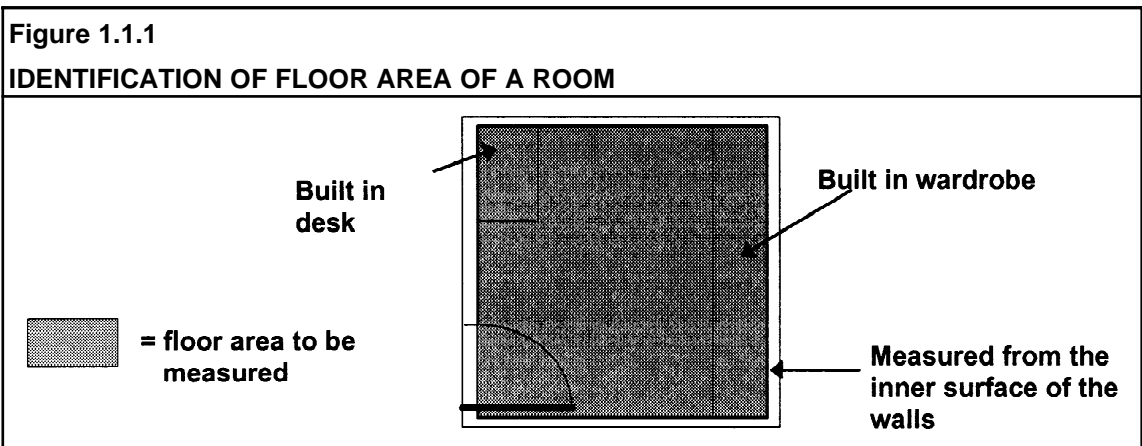 Figure 1.1.1
IDENTIFICATION OF FLOOR AREA OF A ROOM
Built in
desk
Built in wardrobe
= floor area to be
measured
Measured from the
inner surface of the
walls